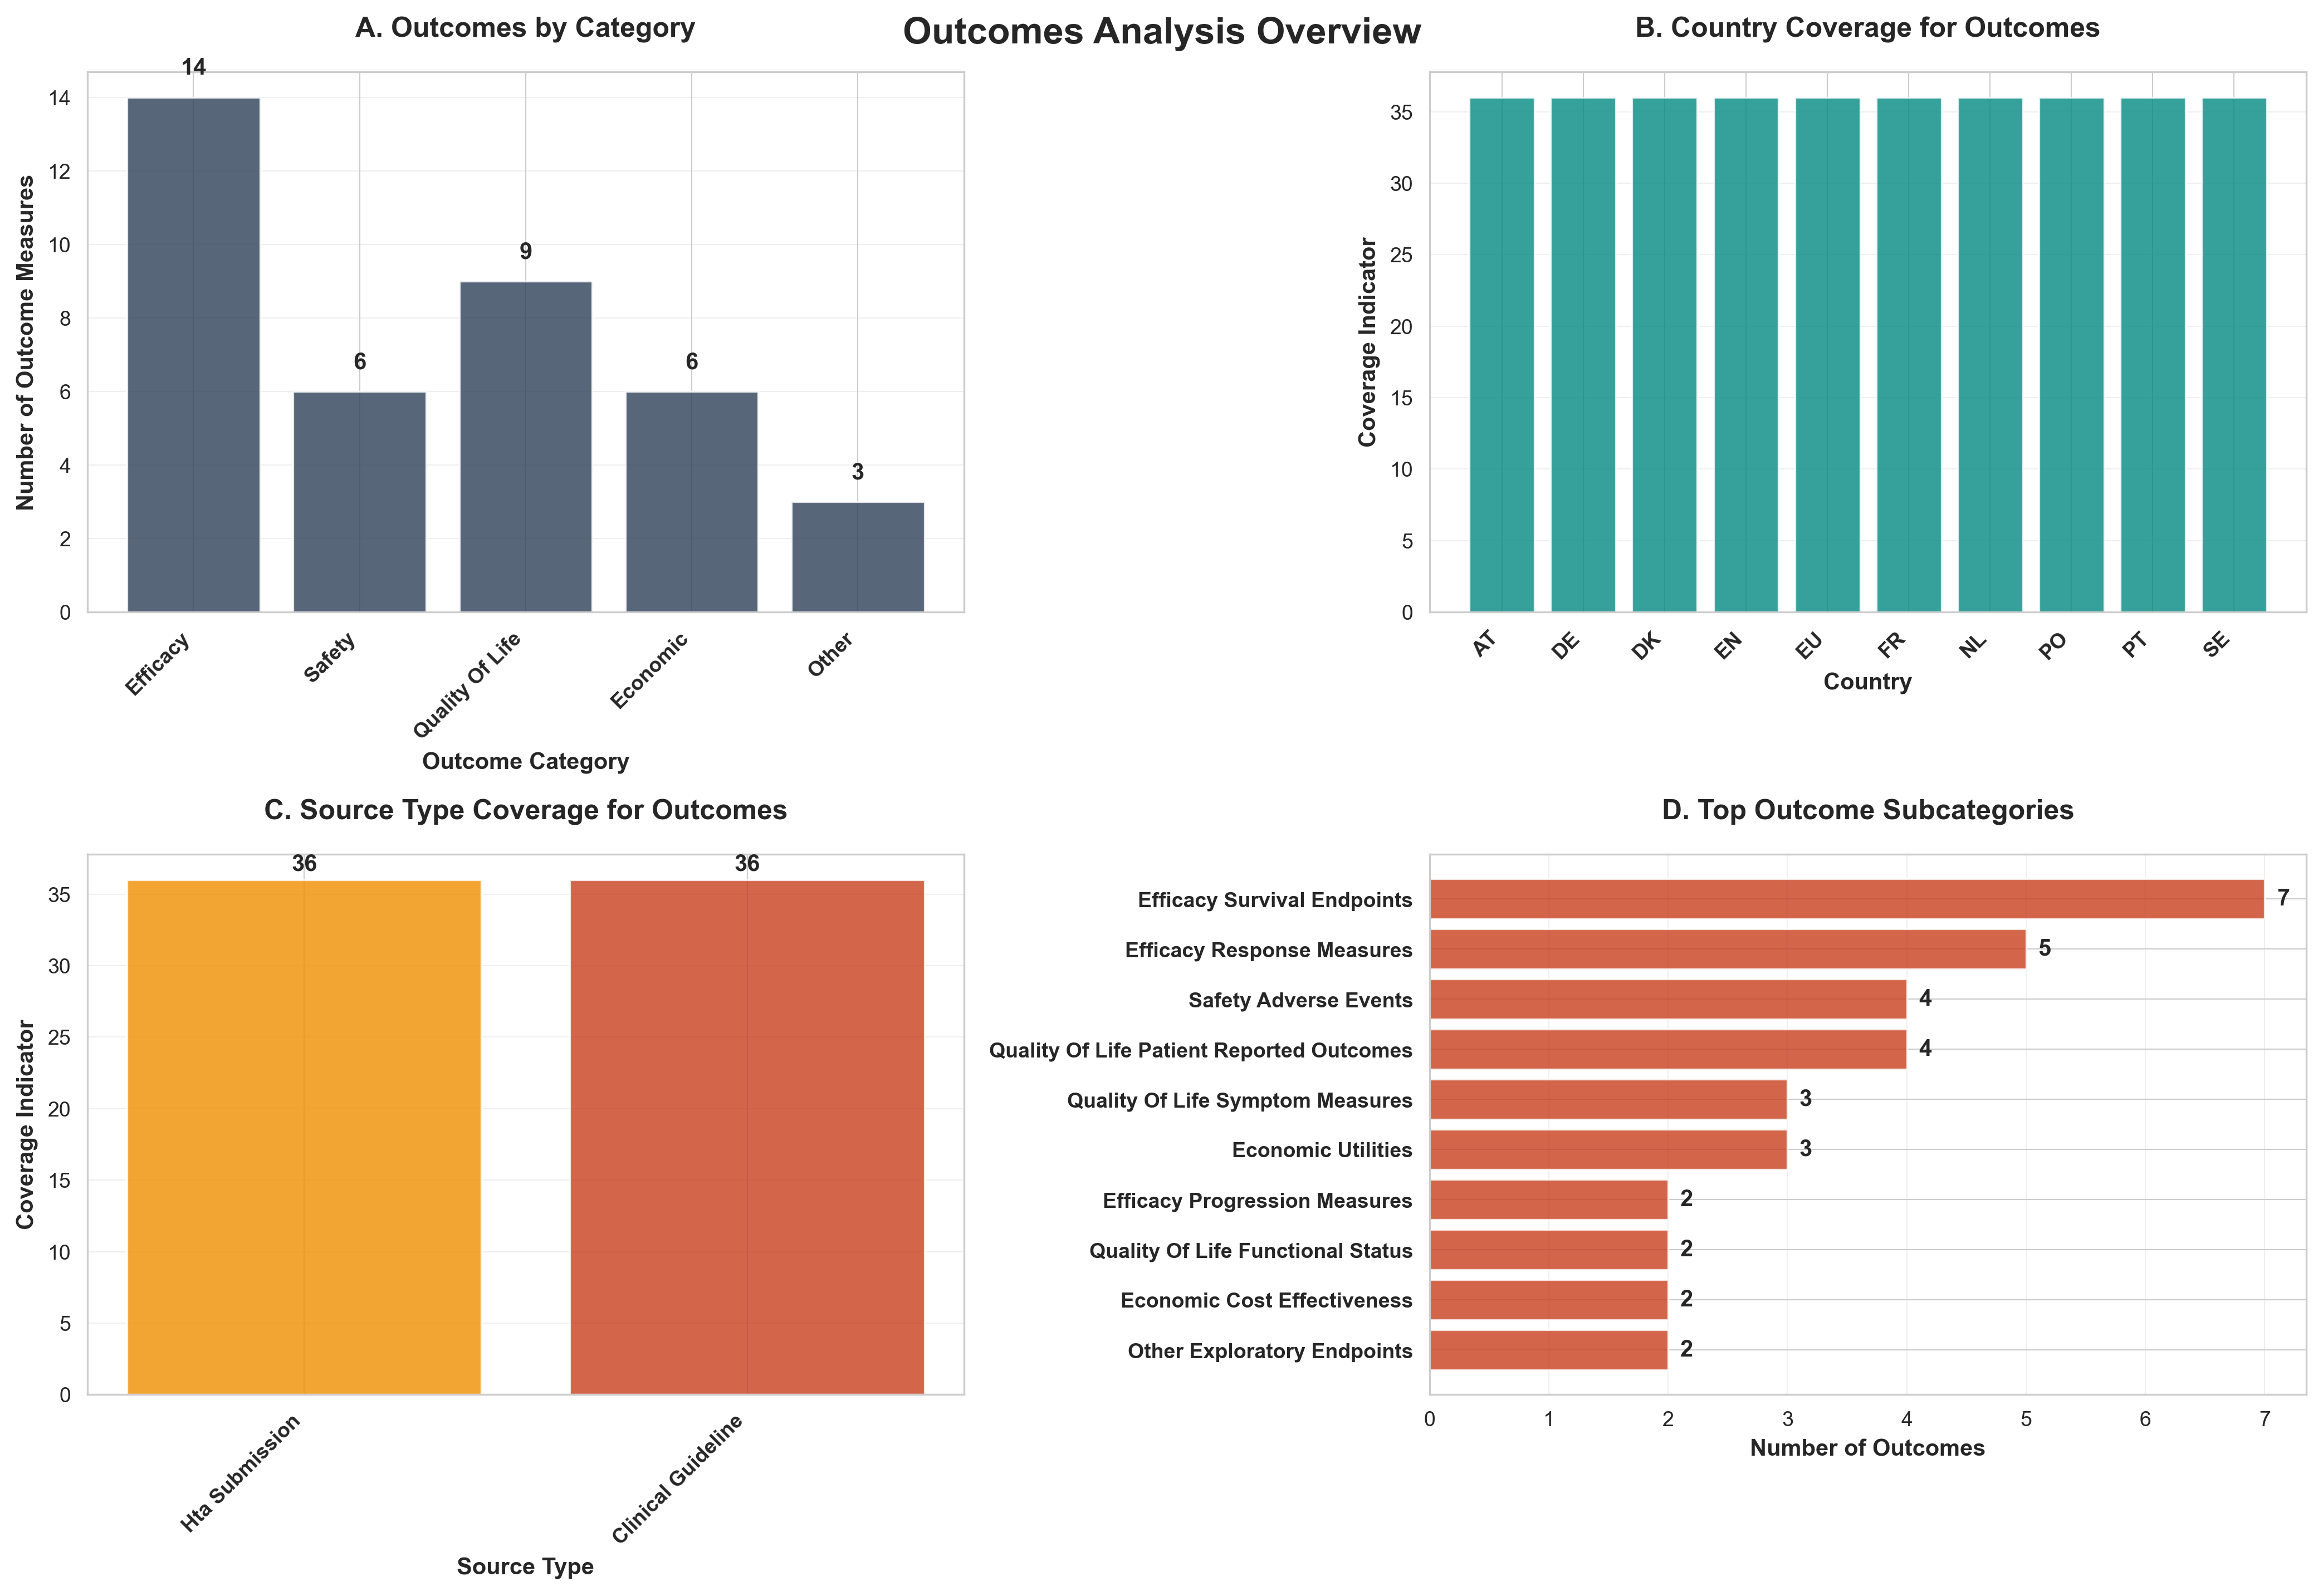 Outcomes Analysis Overview
A. Outcomes by Category
Number of Outcome Measures
14
12
10
8
6
4
2
0
14
6
9
6
3
Efficacy
Safety
Quality Of Life
Economic
Other
Outcome Category
B. Country Coverage for Outcomes
Coverage Indicator
35
30
25
20
15
10
5
0
AT
DE
DK
EN
EU
FR
NL
PO
PT
SE
Country
C. Source Type Coverage for Outcomes
Coverage Indicator
35
30
25
20
15
10
5
0
36
36
Hta Submission
Clinical Guideline
Source Type
D. Top Outcome Subcategories
Efficacy Survival Endpoints 7
Efficacy Response Measures 5
Safety Adverse Events 4
Quality Of Life Patient Reported Outcomes 4
Quality Of Life Symptom Measures 3
Economic Utilities 3
Efficacy Progression Measures 2
Quality Of Life Functional Status 2
Economic Cost Effectiveness 2
Other Exploratory Endpoints 2
0 1 2 3 4 5 6 7
Number of Outcomes